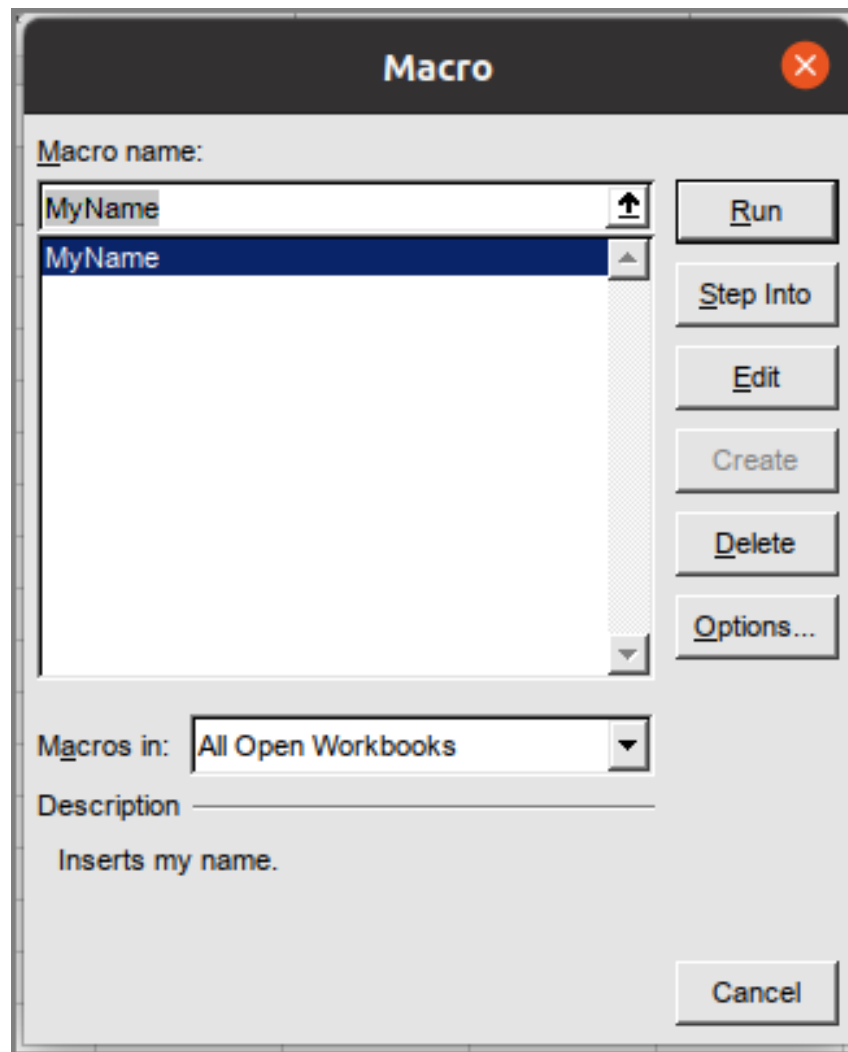 Macro
Macro name:
MyName
Run
MyName
Step Into
Edit
Create
Delete
Options...
Macros in: All Open Workbooks
Description
Inserts my name.
Cancel